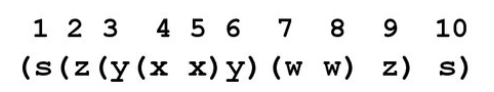 1 2 3 4 5 6 7 8 9 10
(s(z(y(x x)y)(w w) z) s)